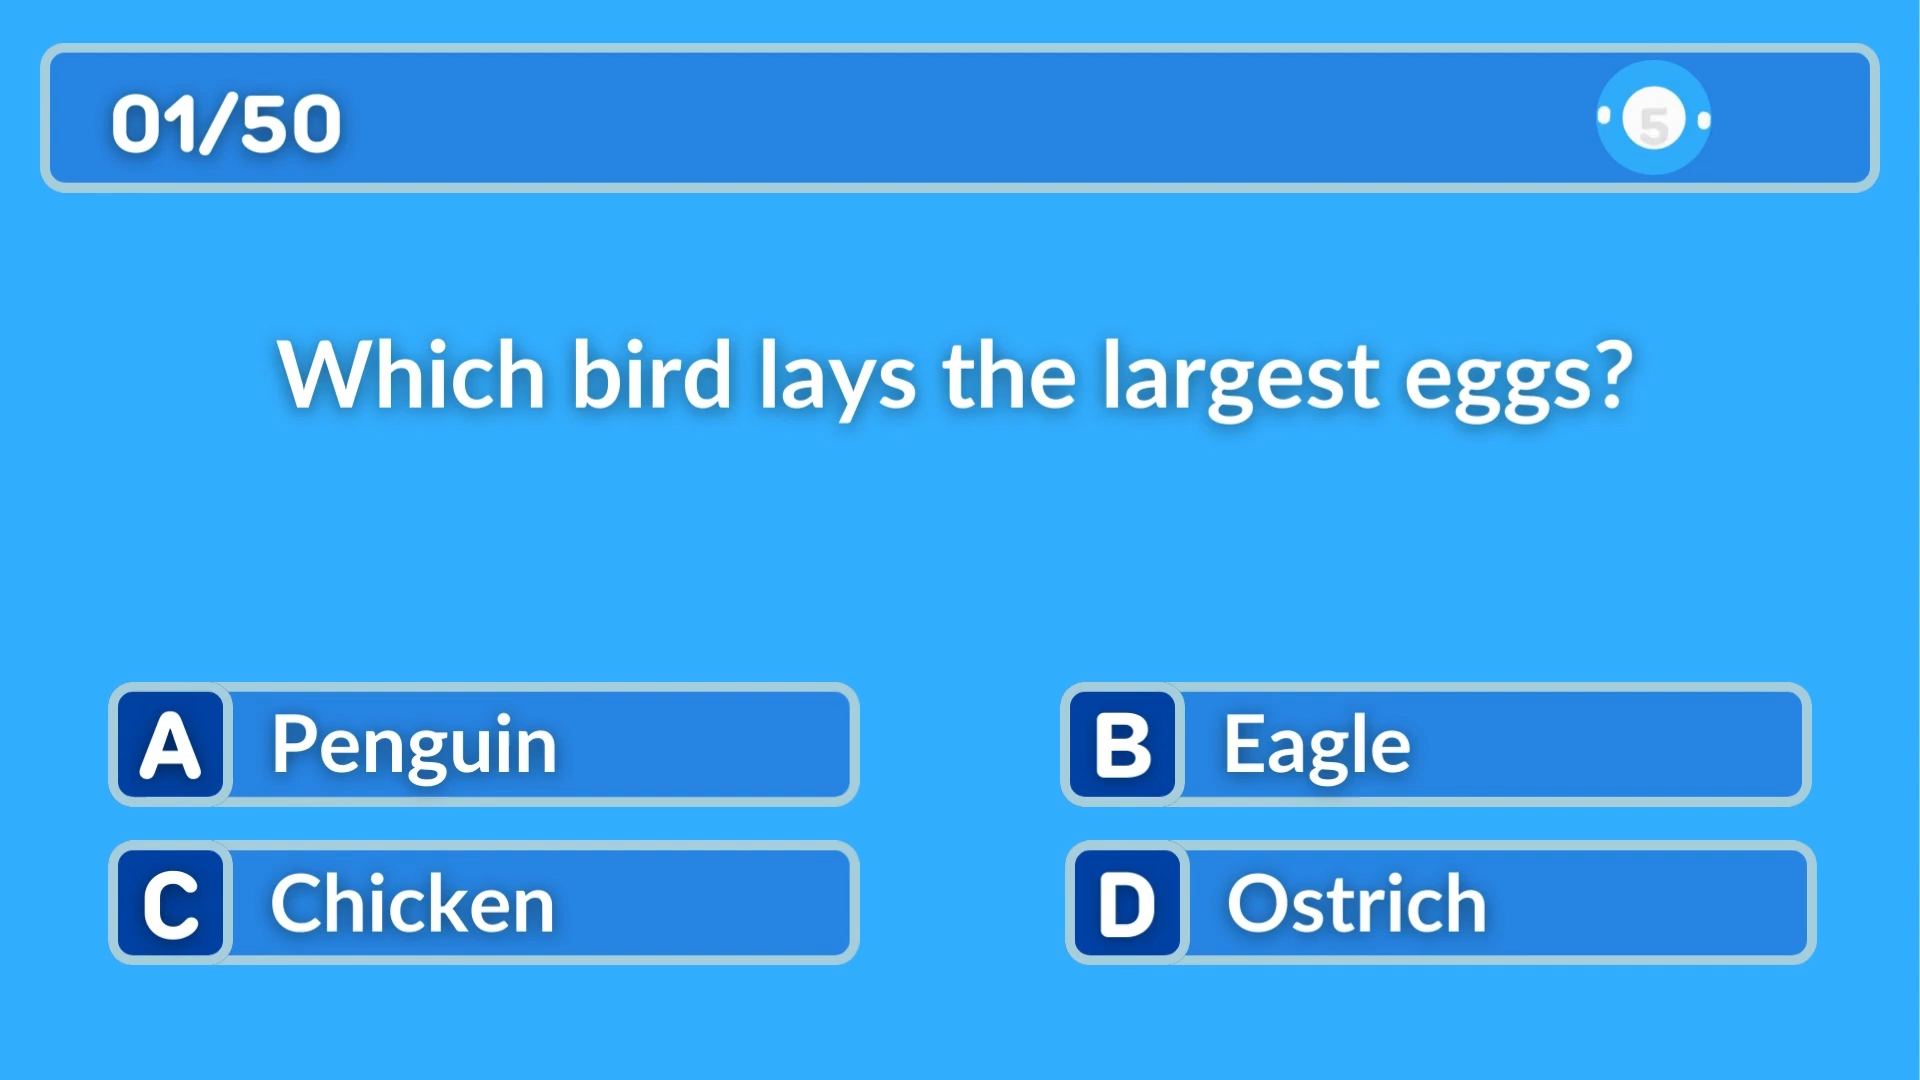 01/50
5
Which bird lays the largest eggs?
A Penguin
B Eagle
C Chicken
D Ostrich